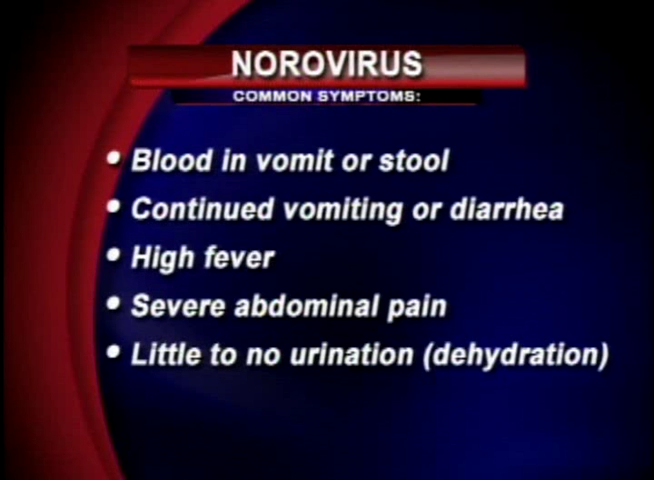 NOROVIRUS
COMMON SYMPTOMS:
• Blood in vomit or stool
• Continued vomiting or diarrhea
• High fever
• Severe abdominal pain
• Little to no urination (dehydration)